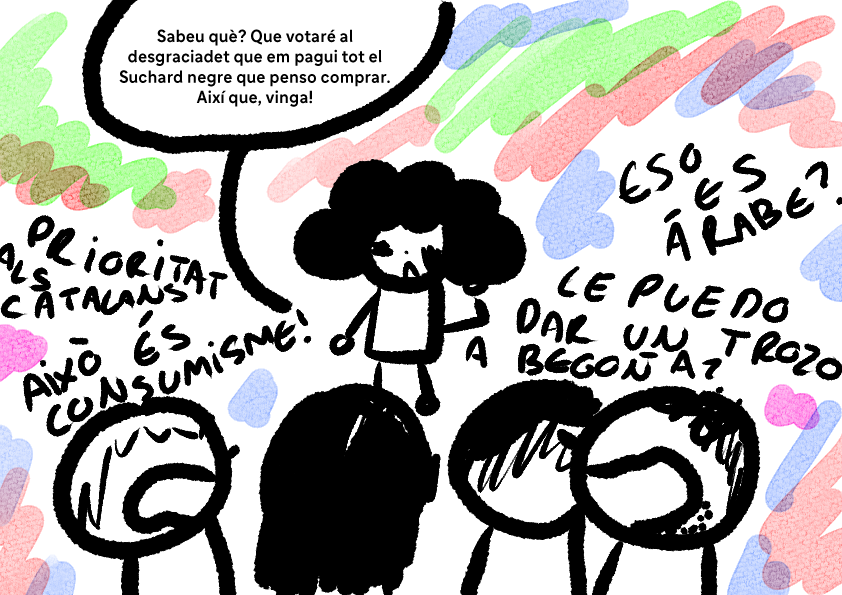 Sabeu què? Que votaré al
desgraciadet que em pagui tot el
Suchard negre que penso comprar.
Així que, vinga!
PRIORITAT
ALS
CATALANS
AIXÒ ÉS
CONSUMISME!
ESO
ES
ÁRABE?
LE PUEDO
DAR UN TROZO
A BEGOÑA?